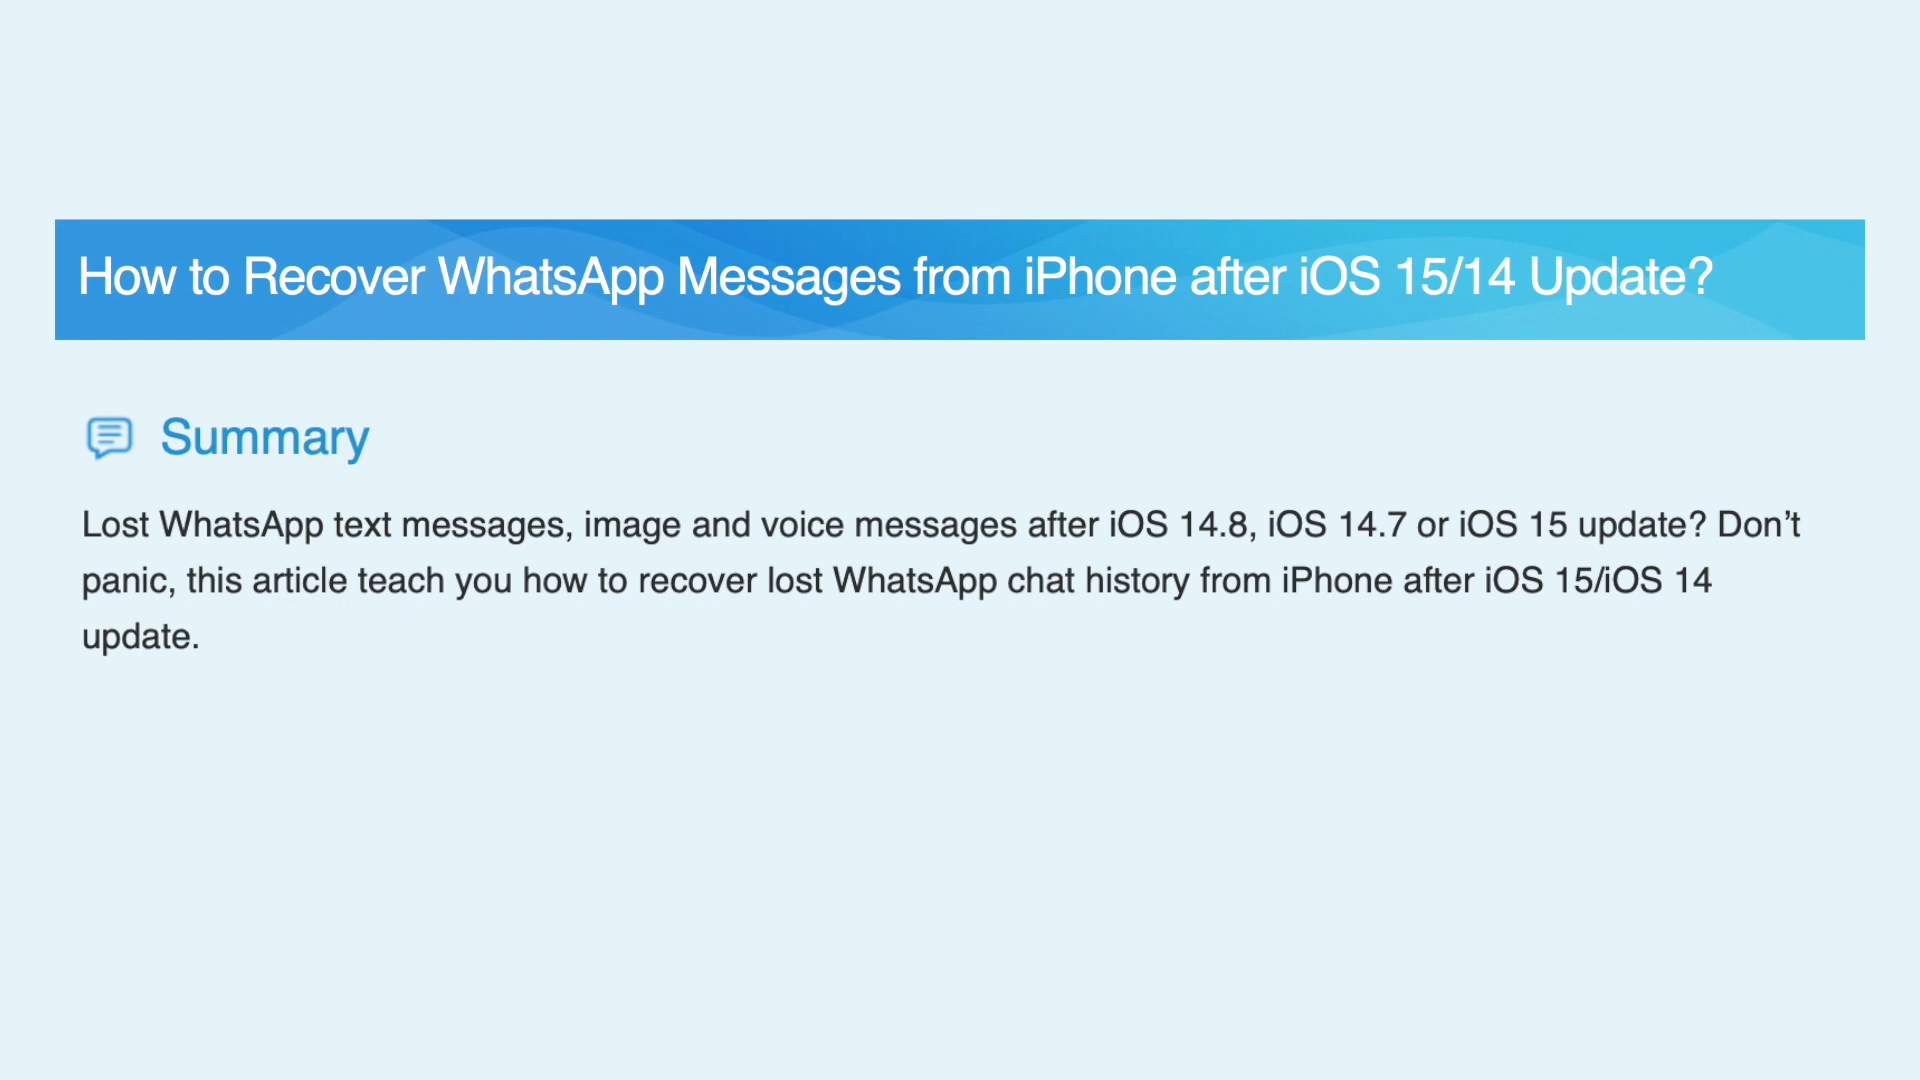 How to Recover WhatsApp Messages from iPhone after iOS 15/14 Update?
Summary
Lost WhatsApp text messages, image and voice messages after iOS 14.8, iOS 14.7 or iOS 15 update? Don’t
panic, this article teach you how to recover lost WhatsApp chat history from iPhone after iOS 15/iOS 14
update.